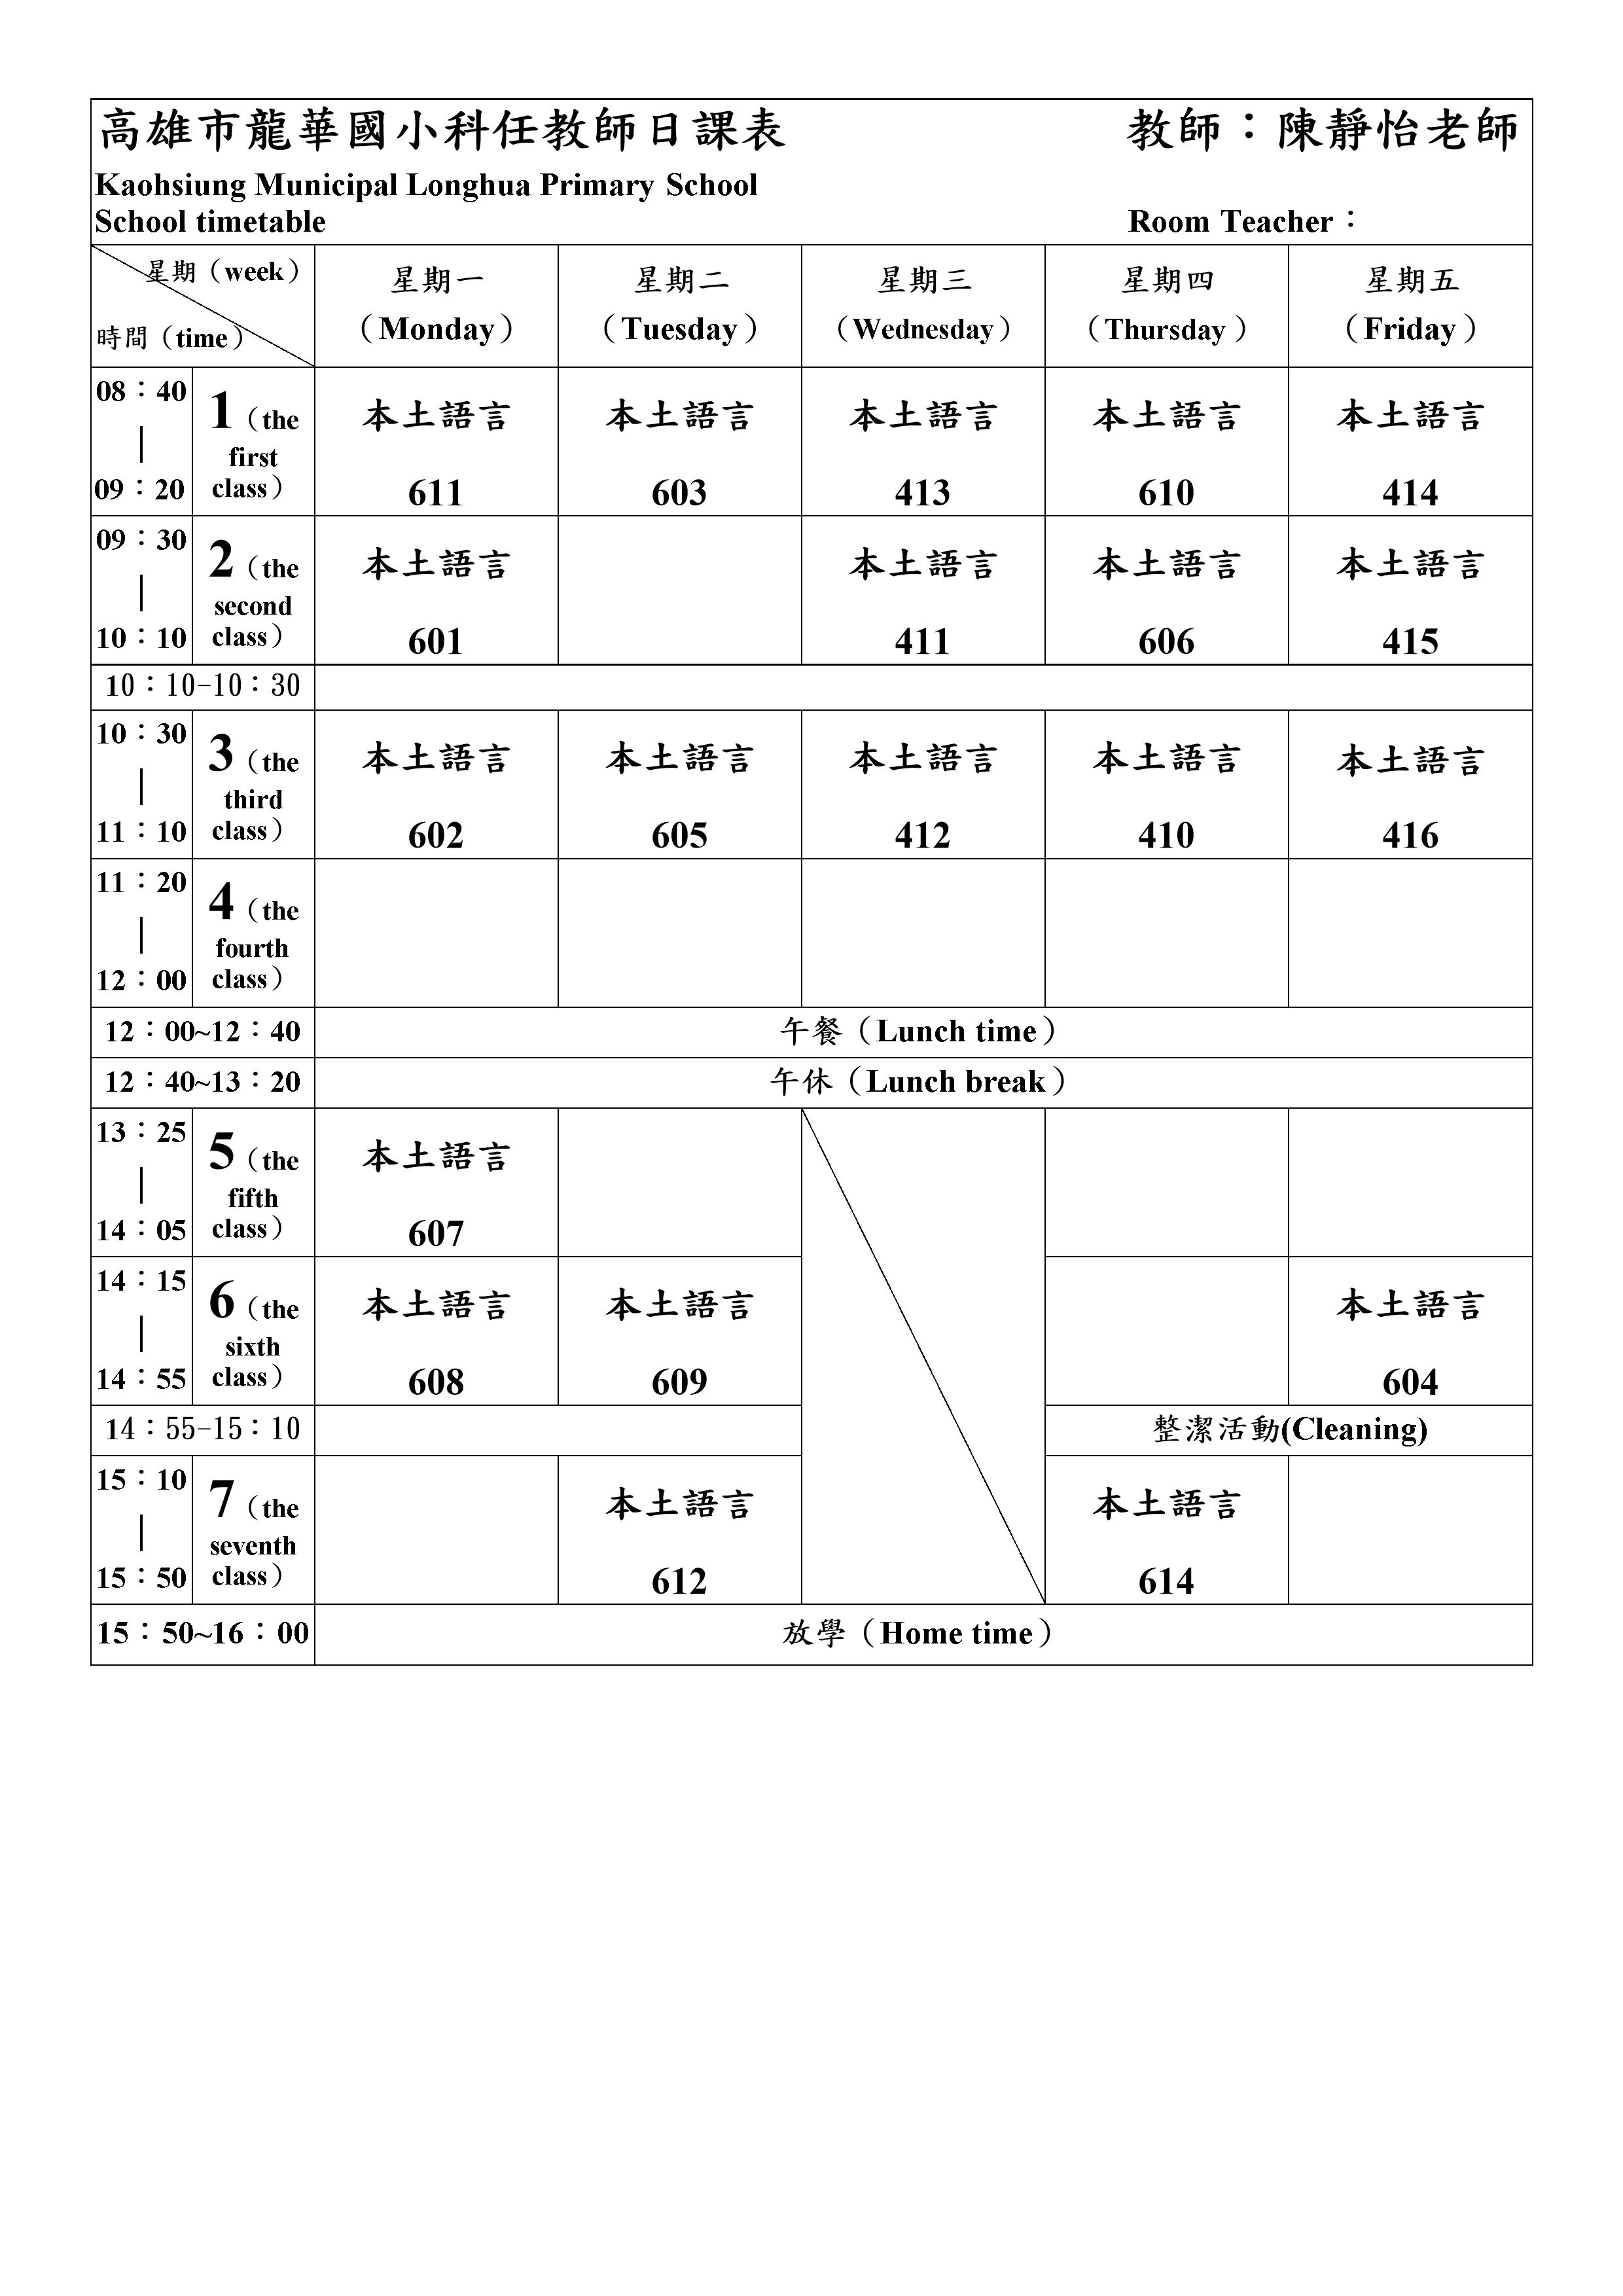 高雄市龍華國小科任教師日課表 教師：陳靜怡老師
Kaohsiung Municipal Longhua Primary School
School timetable Room Teacher：
星期（week）
時間（time）
星期一 星期二 星期三 星期四 星期五
（Monday） （Tuesday） （Wednesday） （Thursday） （Friday）
08：40
|
09：20
1（the
first
class）
本土語言 本土語言 本土語言 本土語言 本土語言
611 603 413 610 414
09：30
|
10：10
2（the
second
class）
本土語言 本土語言 本土語言 本土語言
601 411 606 415
10：10-10：30
10：30
|
11：10
3（the
third
class）
本土語言 本土語言 本土語言 本土語言 本土語言
602 605 412 410 416
11：20
|
12：00
4（the
fourth
class）
12：00~12：40 午餐（Lunch time）
12：40~13：20 午休（Lunch break）
13：25
|
14：05
5（the
fifth
class）
本土語言
607
14：15
|
14：55
6（the
sixth
class）
本土語言 本土語言 本土語言
608 609 604
14：55-15：10 整潔活動(Cleaning)
15：10
|
15：50
7（the
seventh
class）
本土語言 本土語言
612 614
15：50~16：00 放學（Home time）